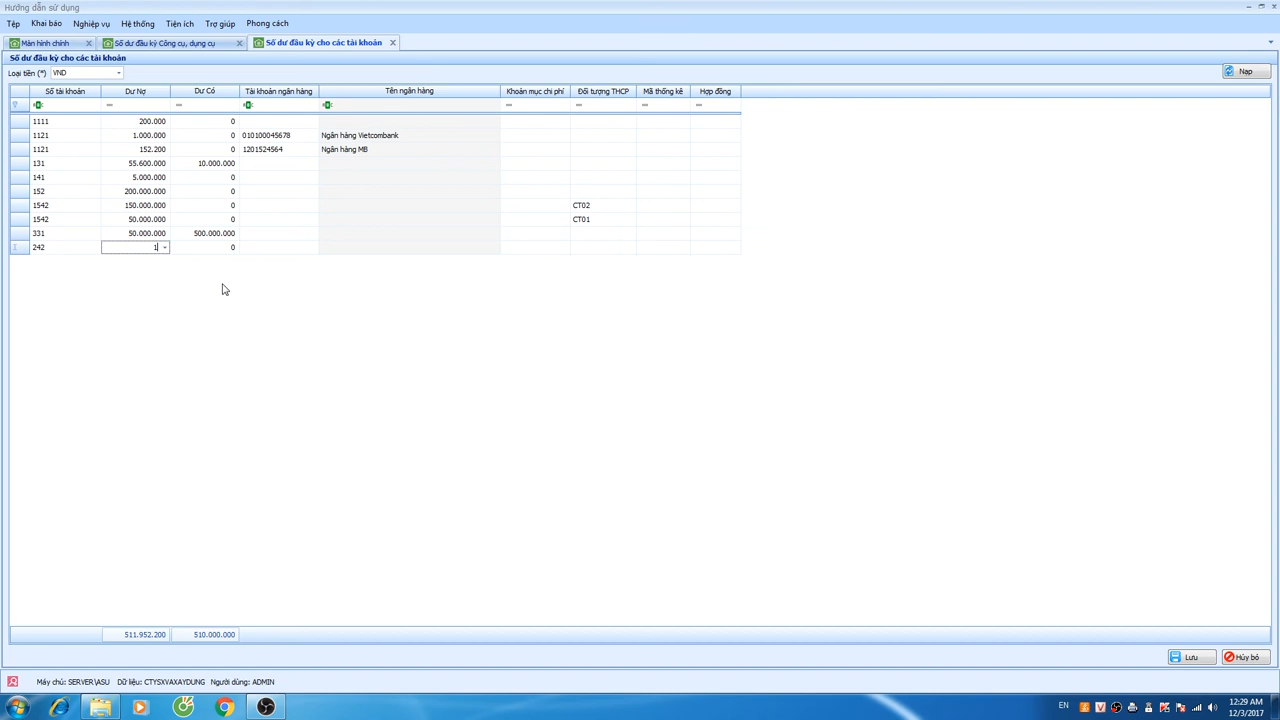 Hướng dẫn sử dụng
Tệp Khai báo Nghiệp vụ Hệ thống Tiện ích Trợ giúp Phong cách
Màn hình chính Số dư đầu kỳ Công cụ, dụng cụ Số dư đầu kỳ cho các tài khoản
Số dư đầu kỳ cho các tài khoản
Loại tiền (*) VND Nạp
Số tài khoản Dư Nợ Dư Có Tài khoản ngân hàng Tên ngân hàng Khoản mục chi phí Đối tượng THCP Mã thống kê Hợp đồng
1111 200.000 0
1121 1.000.000 0 010100045678 Ngân hàng Vietcombank
1121 152.200 0 1201524564 Ngân hàng MB
131 55.600.000 10.000.000
141 5.000.000 0
152 200.000.000 0
1542 150.000.000 0 CT02
1542 50.000.000 0 CT01
331 50.000.000 500.000.000
242 1 0
511.952.200 510.000.000
Lưu Hủy bỏ
Máy chủ: SERVER\ASU Dữ liệu: CTYSXVAXAYDUNG Người dùng: ADMIN
EN 12:29 AM
12/3/2017